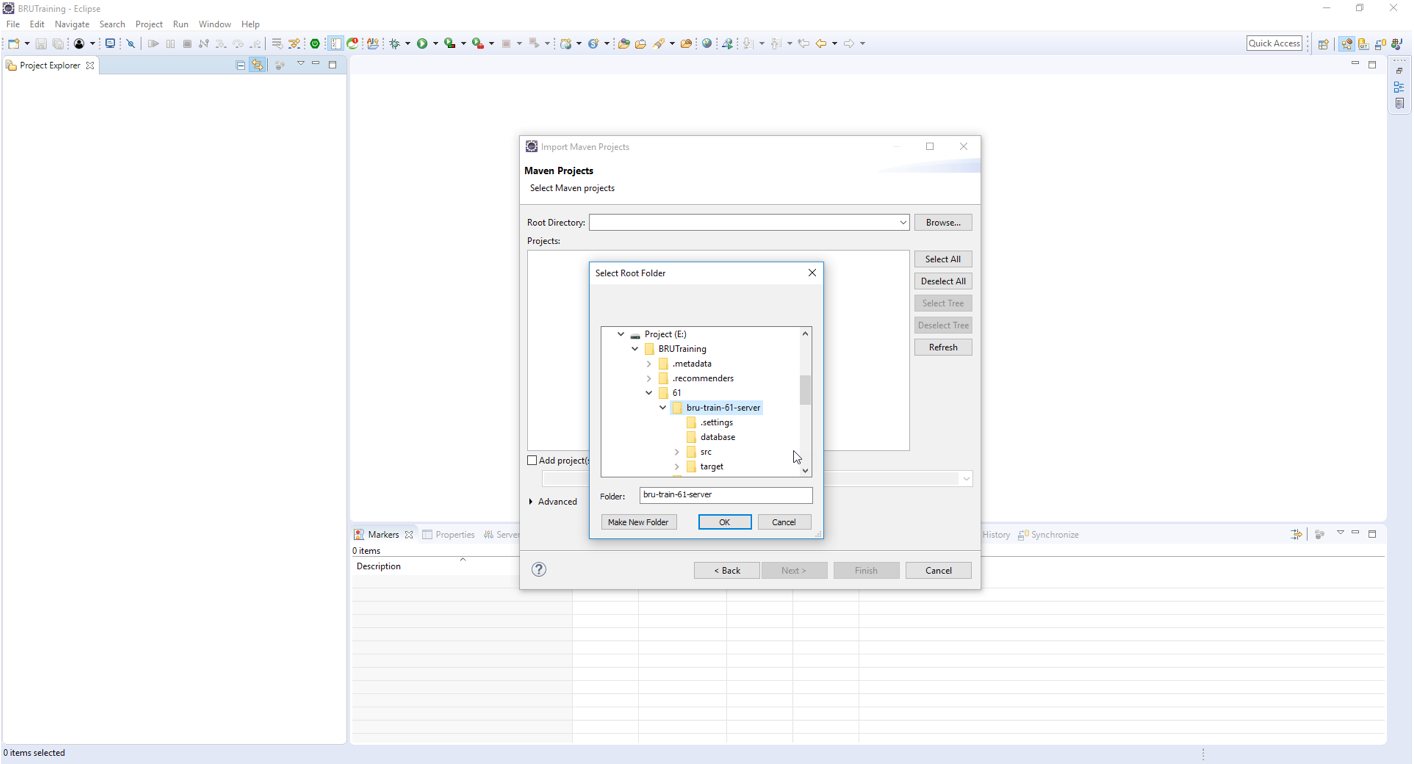 BRUTraining - Eclipse
File Edit Navigate Search Project Run Window Help
Quick Access
Project Explorer
Import Maven Projects
Maven Projects
Select Maven projects
Root Directory:
Browse...
Projects:
Select All
Deselect All
Select Tree
Deselect Tree
Refresh
Select Root Folder
Project (E:)
BRUTraining
.metadata
.recommenders
61
bru-train-61-server
.settings
database
src
target
Folder: bru-train-61-server
Make New Folder OK Cancel
Add project(s
Advanced
< Back Next > Finish Cancel
Markers Properties Server History Synchronize
0 items
Description
0 items selected